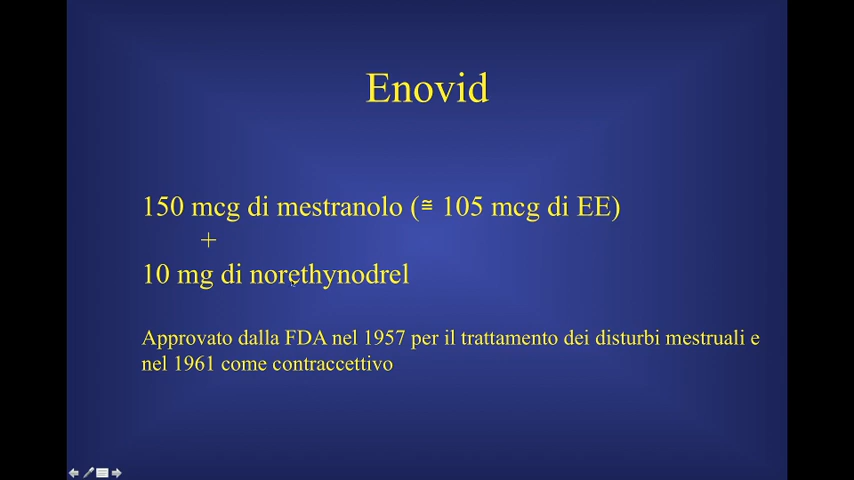 Enovid
150 mcg di mestranolo (≅ 105 mcg di EE)
+
10 mg di norethynodrel
Approvato dalla FDA nel 1957 per il trattamento dei disturbi mestruali e
nel 1961 come contraccettivo